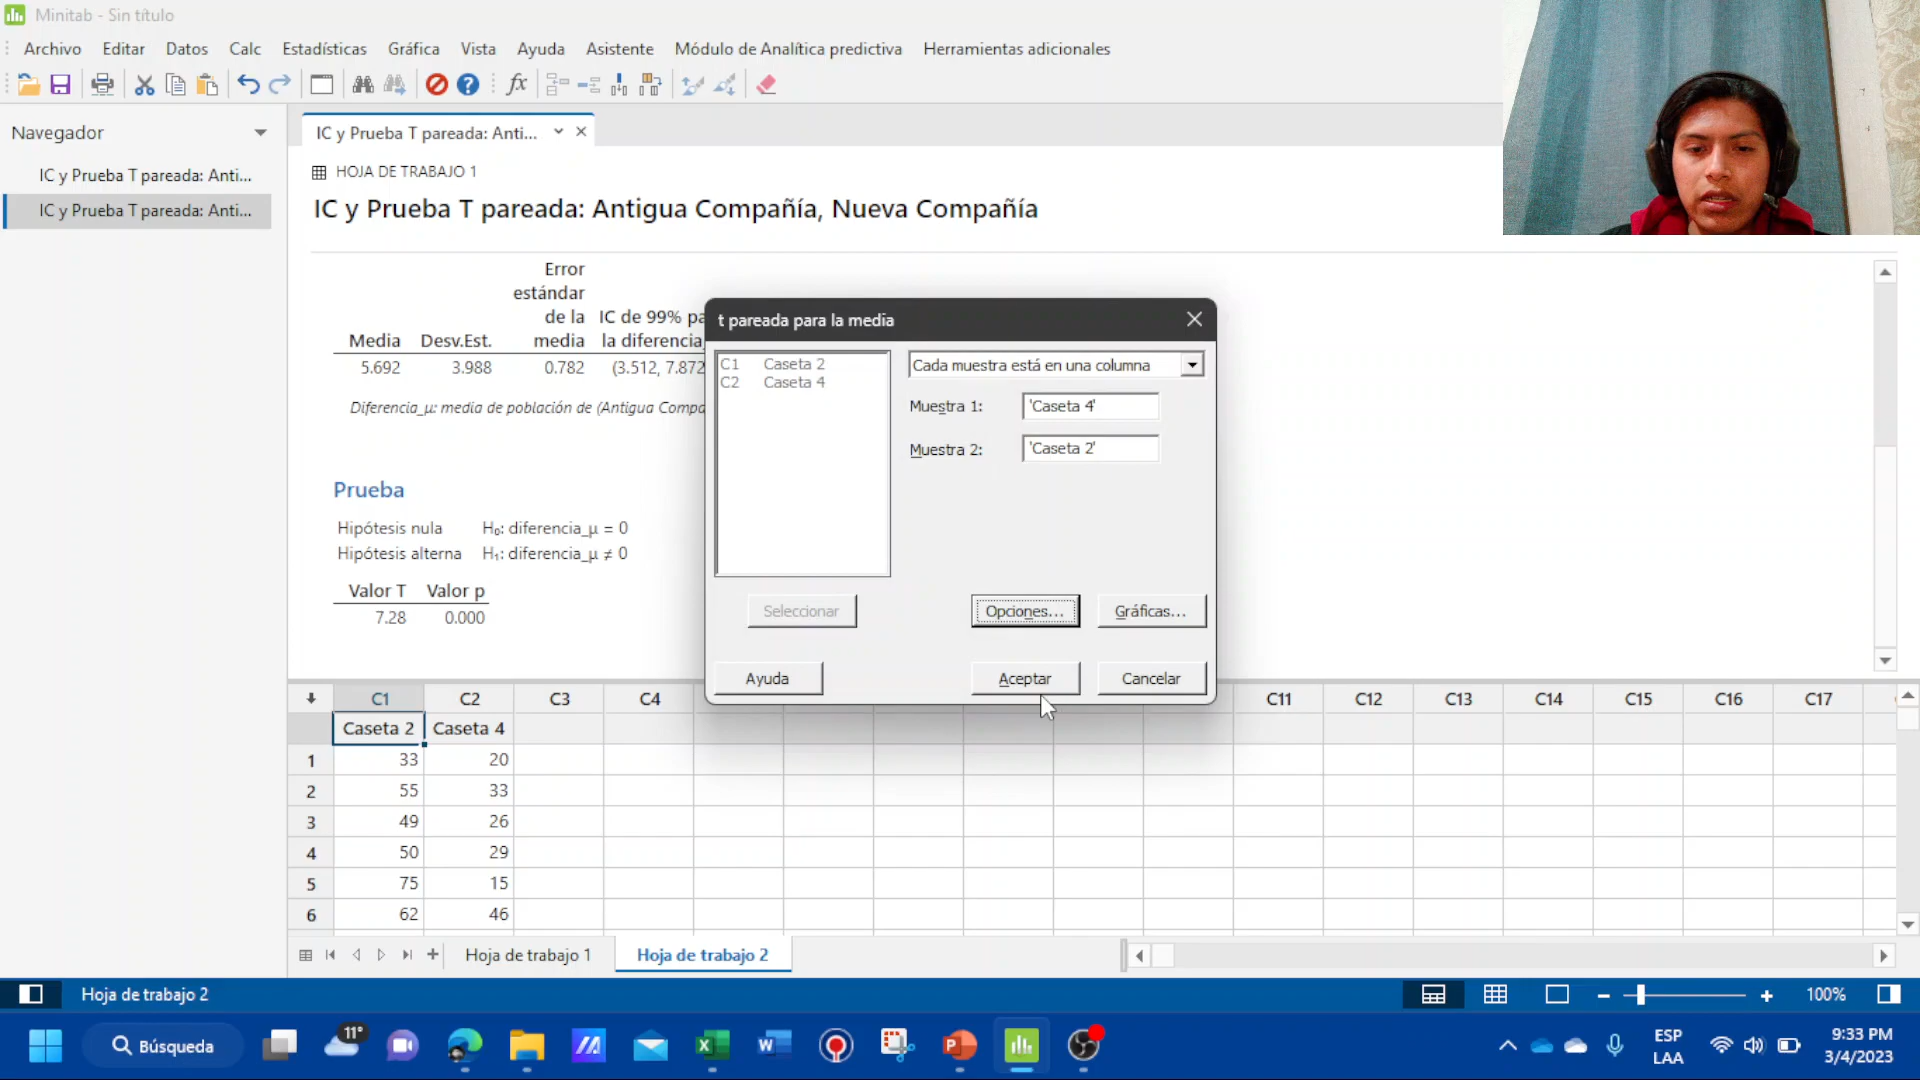 Minitab - Sin título
Archivo Editar Datos Calc Estadísticas Gráfica Vista Ayuda Asistente Módulo de Analítica predictiva Herramientas adicionales
Navegador
IC y Prueba T pareada: Anti...
IC y Prueba T pareada: Anti...
IC y Prueba T pareada: Anti...
HOJA DE TRABAJO 1
IC y Prueba T pareada: Antigua Compañía, Nueva Compañía
Error
estándar
de la IC de 99% pa
Media Desv.Est. media la diferencia_
5.692 3.988 0.782 (3.512, 7.872
Diferencia_µ: media de población de (Antigua Compa
Prueba
Hipótesis nula H₀: diferencia_µ = 0
Hipótesis alterna H₁: diferencia_µ ≠ 0
Valor T Valor p
7.28 0.000
t pareada para la media
C1 Caseta 2
C2 Caseta 4
Cada muestra está en una columna
Muestra 1: 'Caseta 4'
Muestra 2: 'Caseta 2'
Seleccionar Opciones... Gráficas...
Ayuda Aceptar Cancelar
C1 C2 C3 C4 C11 C12 C13 C14 C15 C16 C17
Caseta 2 Caseta 4
1 33 20
2 55 33
3 49 26
4 50 29
5 75 15
6 62 46
Hoja de trabajo 1 Hoja de trabajo 2
Hoja de trabajo 2 100%
Búsqueda 11° ESP LAA 9:33 PM 3/4/2023